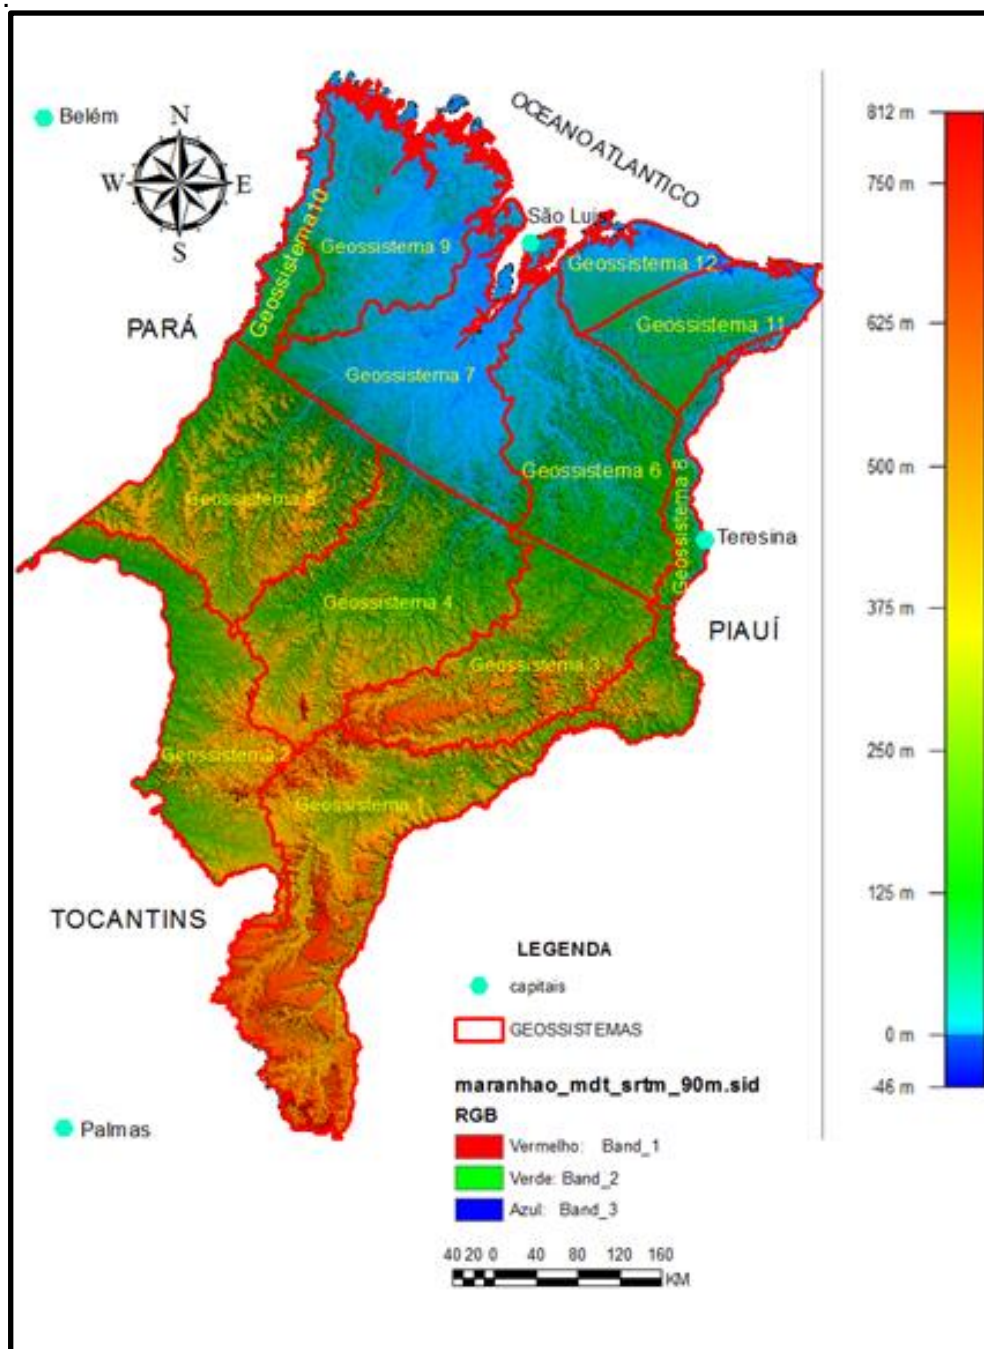 .
Belém
N
W
E
S
OCEANO ATLANTICO
São Luis
Geossistema 10
Geossistema 9
Geossistema 12
Geossistema 11
PARÁ
Geossistema 7
Geossistema 6
Geossistema 8
Geossistema 5
Teresina
Geossistema 4
PIAUÍ
Geossistema 3
Geossistema 2
Geossistema 1
TOCANTINS
Palmas
LEGENDA
capitais
GEOSSISTEMAS
maranhao_mdt_srtm_90m.sid
RGB
Vermelho: Band_1
Verde: Band_2
Azul: Band_3
40 20 0 40 80 120 160
KM
812 m
750 m
625 m
500 m
375 m
250 m
125 m
0 m
-46 m